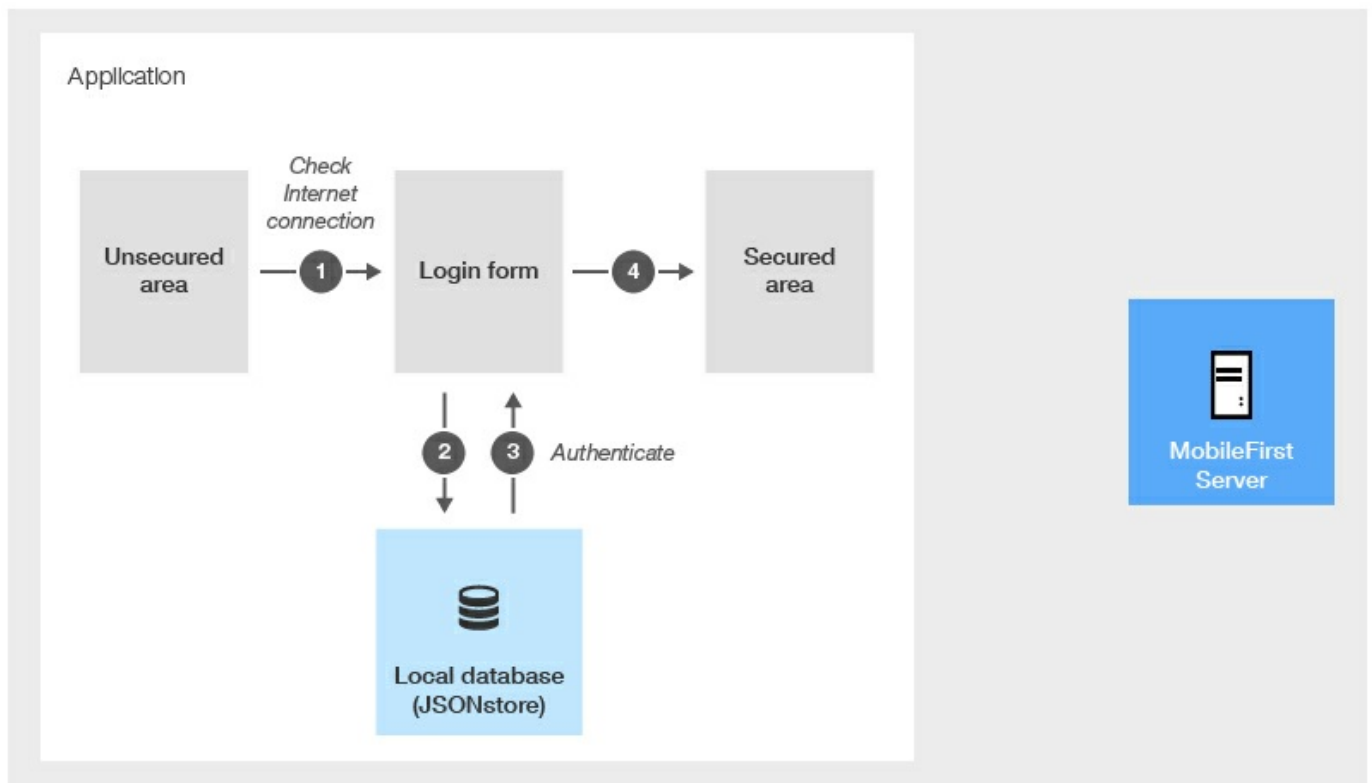 Application
Check
Internet
connection
Unsecured
area
1
Login form
4
Secured
area
2
3
Authenticate
MobileFirst
Server
Local database
(JSONstore)